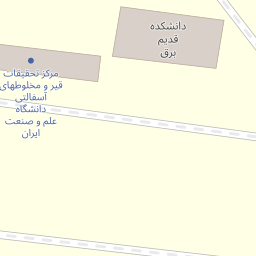 دانشکده
قدیم
برق
مرکز تحقیقات
قیر و مخلوطهای
آسفالتی
دانشگاه
علم و صنعت
ایران